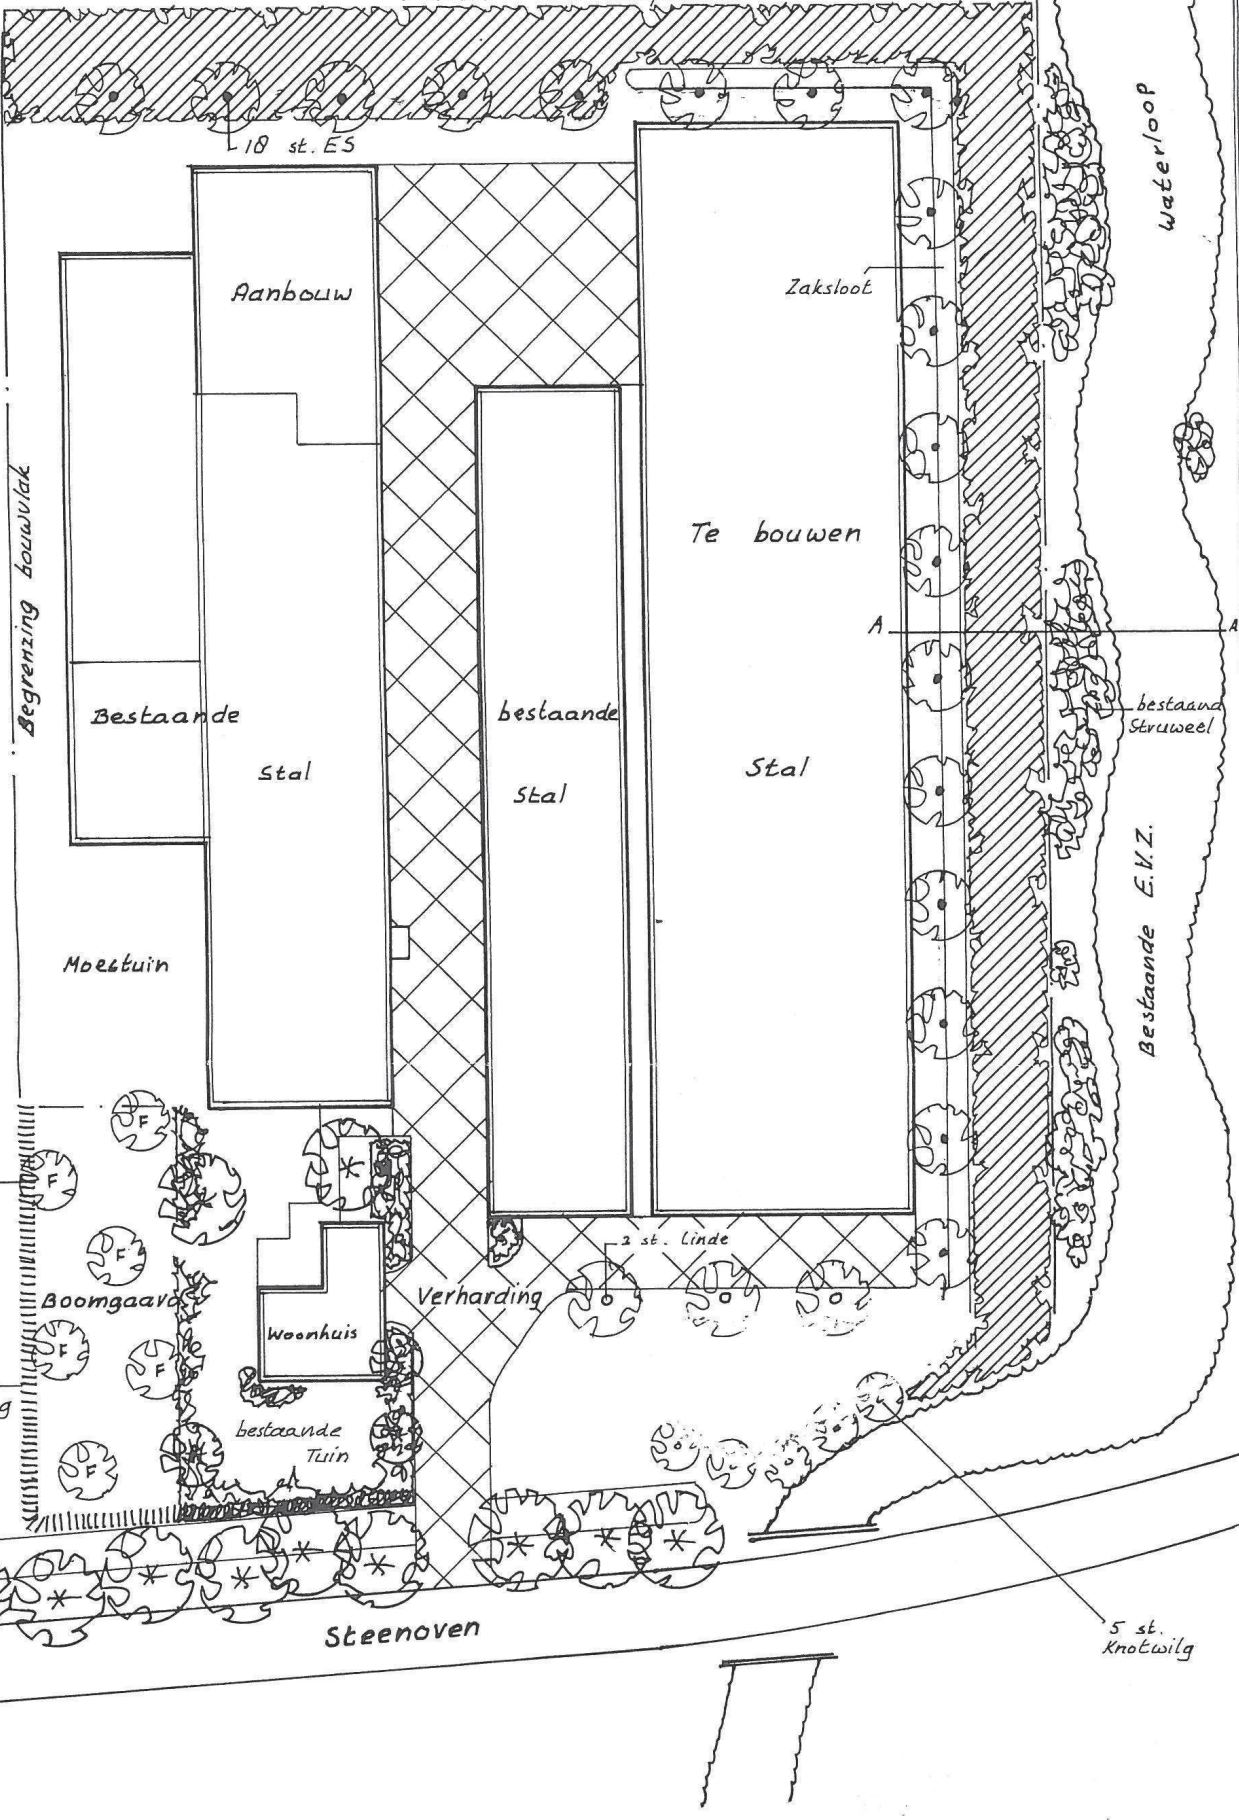 18 st. ES
Waterloop
Aanbouw
Zaksloot
Begrenzing bouwvlak
Te bouwen
A
A
bestaand
Struweel
Bestaande
bestaande
Stal
Stal
Stal
Bestaande E.V.Z.
Moestuin
F
F
F
F
F
F
3 st. Linde
Boomgaard
Verharding
Woonhuis
g
bestaande
Tuin
Steenoven
5 st.
Knotwilg